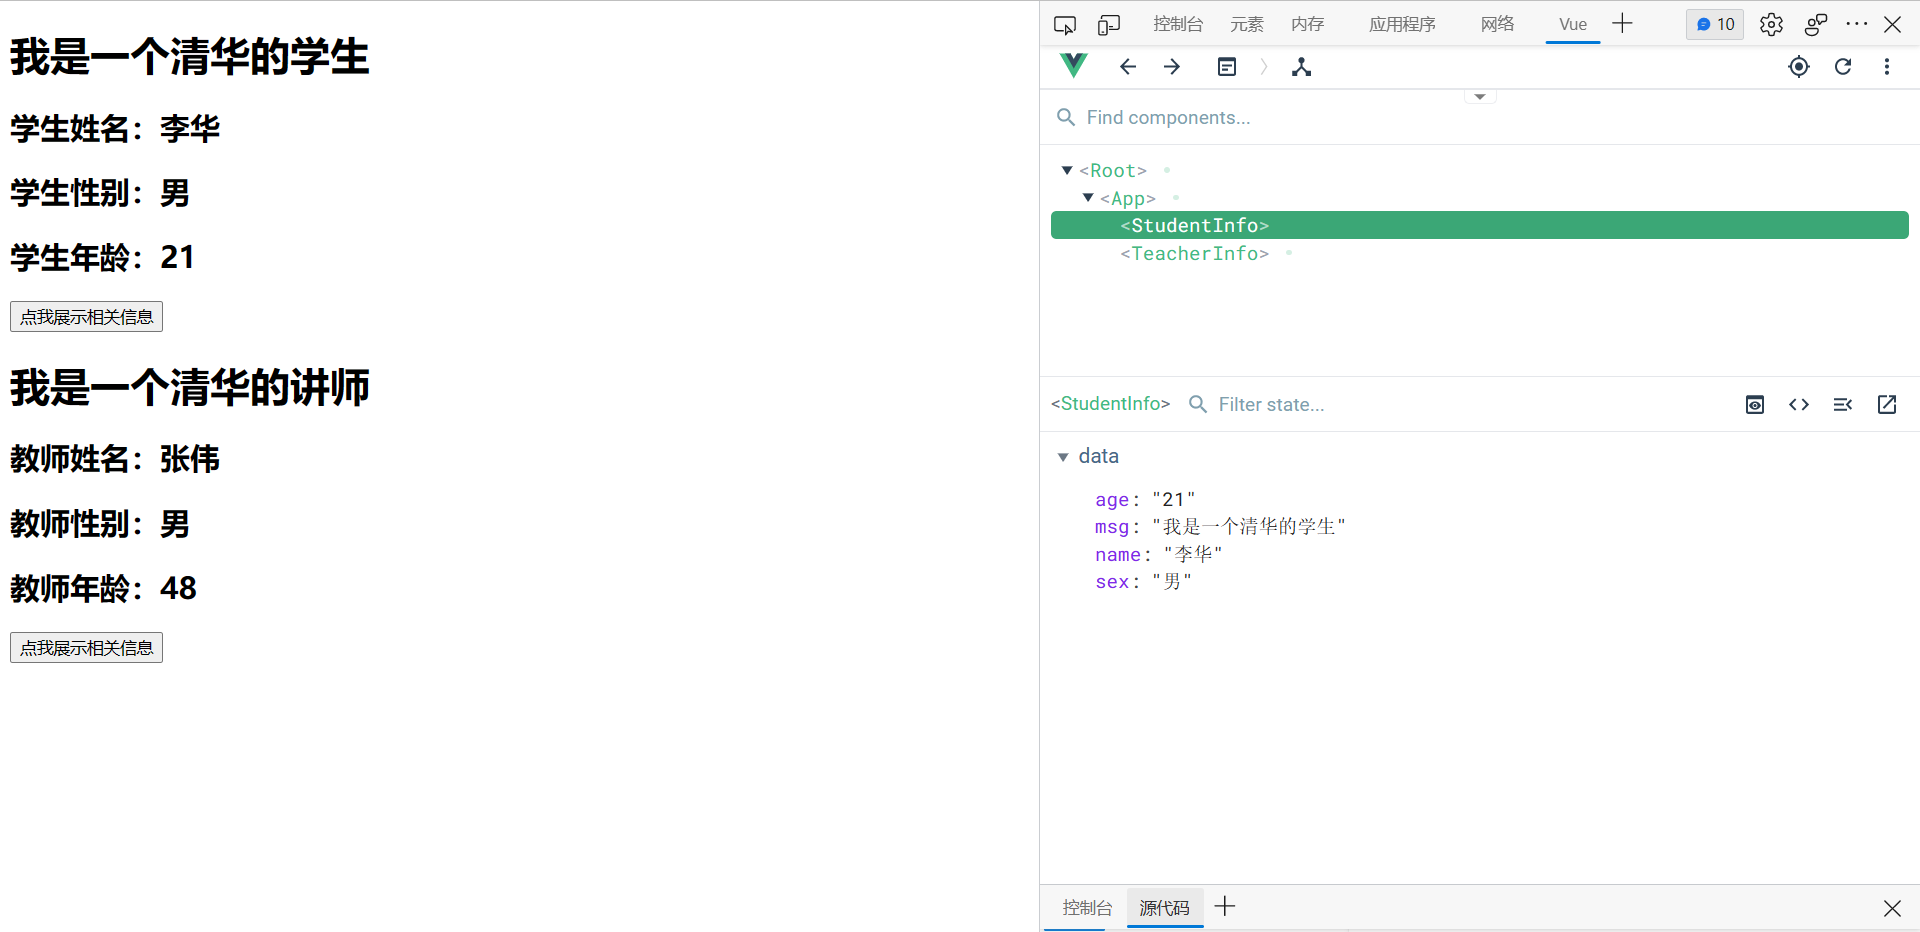 我是一个清华的学生
学生姓名：李华
学生性别：男
学生年龄：21
点我展示相关信息
我是一个清华的讲师
教师姓名：张伟
教师性别：男
教师年龄：48
点我展示相关信息
控制台 元素 内存 应用程序 网络 Vue 10
Find components...
<Root>
<App>
<StudentInfo>
<TeacherInfo>
<StudentInfo> Filter state...
data
age: "21"
msg: "我是一个清华的学生"
name: "李华"
sex: "男"
控制台 源代码